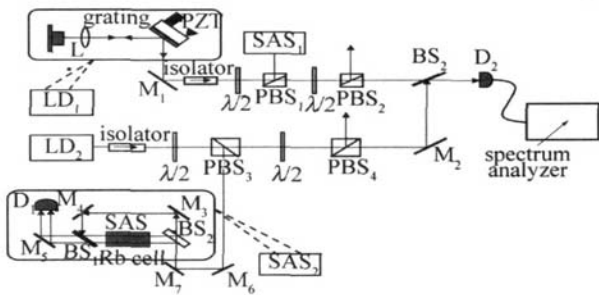 grating
PZT
L
SAS₁
BS₂
D₂
M₁
isolator
λ/2
PBS₁
λ/2
PBS₂
LD₁
isolator
LD₂
λ/2
PBS₃
λ/2
PBS₄
M₂
spectrum
analyzer
D₁
M
M₃
SAS
BS₂
M₅
BS₁
Rb cell
M₇
M₆
SAS₂